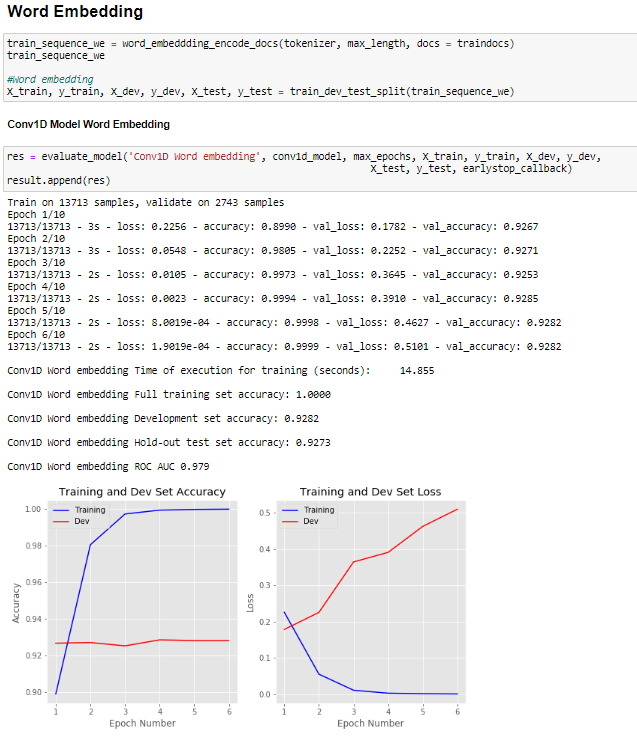 Word Embedding
train_sequence_we = word_embeddding_encode_docs(tokenizer, max_length, docs = traindocs)
train_sequence_we
#Word embedding
X_train, y_train, X_dev, y_dev, X_test, y_test = train_dev_test_split(train_sequence_we)
Conv1D Model Word Embedding
res = evaluate_model('Conv1D Word embedding', conv1d_model, max_epochs, X_train, y_train, X_dev, y_dev,
X_test, y_test, earlystop_callback)
result.append(res)
Train on 13713 samples, validate on 2743 samples
Epoch 1/10
13713/13713 - 3s - loss: 0.2256 - accuracy: 0.8990 - val_loss: 0.1782 - val_accuracy: 0.9267
Epoch 2/10
13713/13713 - 3s - loss: 0.0548 - accuracy: 0.9805 - val_loss: 0.2252 - val_accuracy: 0.9271
Epoch 3/10
13713/13713 - 2s - loss: 0.0105 - accuracy: 0.9973 - val_loss: 0.3645 - val_accuracy: 0.9253
Epoch 4/10
13713/13713 - 2s - loss: 0.0023 - accuracy: 0.9994 - val_loss: 0.3910 - val_accuracy: 0.9285
Epoch 5/10
13713/13713 - 2s - loss: 8.0019e-04 - accuracy: 0.9998 - val_loss: 0.4627 - val_accuracy: 0.9282
Epoch 6/10
13713/13713 - 2s - loss: 1.9019e-04 - accuracy: 0.9999 - val_loss: 0.5101 - val_accuracy: 0.9282
Conv1D Word embedding Time of execution for training (seconds): 14.855
Conv1D Word embedding Full training set accuracy: 1.0000
Conv1D Word embedding Development set accuracy: 0.9282
Conv1D Word embedding Hold-out test set accuracy: 0.9273
Conv1D Word embedding ROC AUC 0.979
Training and Dev Set Accuracy
Training
Dev
1.00
0.98
0.96
0.94
0.92
0.90
Accuracy
1 2 3 4 5 6
Epoch Number
Training and Dev Set Loss
Training
Dev
0.5
0.4
0.3
0.2
0.1
0.0
Loss
1 2 3 4 5 6
Epoch Number